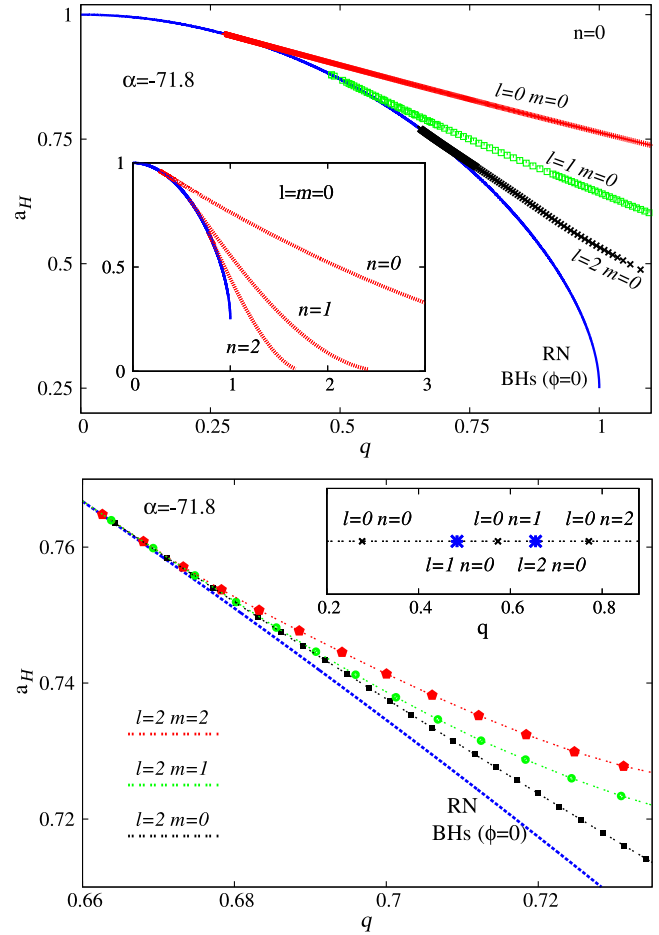 1
0.75
0.5
0.25
a_H
n=0
α=-71.8
l=0 m=0
l=1 m=0
l=2 m=0
RN
BHs (ϕ=0)
1
0.5
0
l=m=0
n=0
n=1
n=2
0 1 2 3
0 0.25 0.5 0.75 1
q
0.76
0.74
0.72
a_H
α=-71.8
l=0 n=0 l=0 n=1 l=0 n=2
l=1 n=0 l=2 n=0
0.2 0.4 0.6 0.8
q
l=2 m=2
l=2 m=1
l=2 m=0
RN
BHs (ϕ=0)
0.66 0.68 0.7 0.72
q